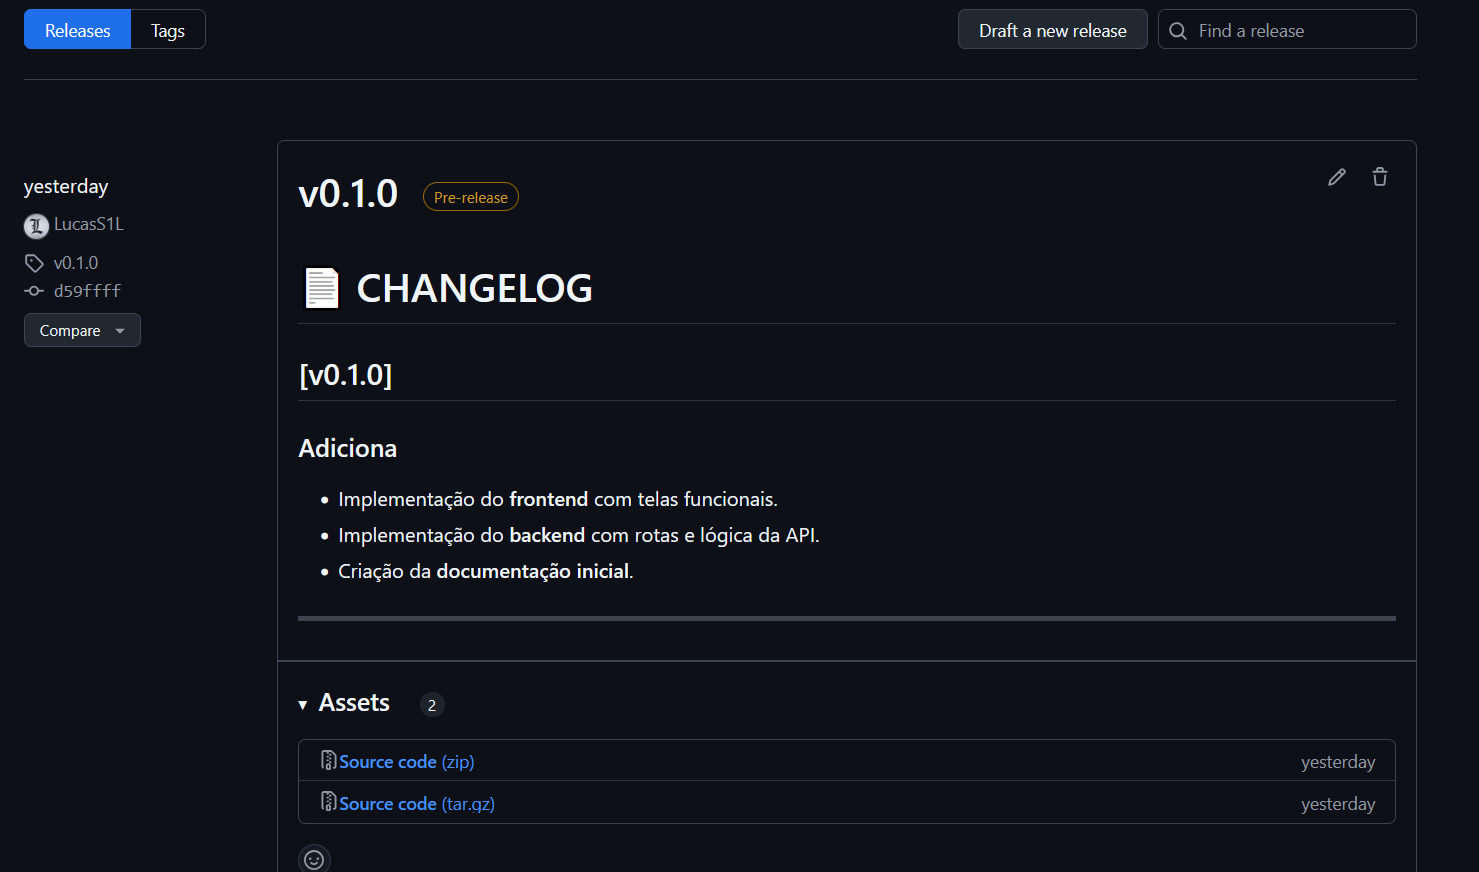 Releases Tags Draft a new release Find a release
yesterday
LucasS1L
v0.1.0
d59ffff
Compare
v0.1.0 Pre-release
CHANGELOG
[v0.1.0]
Adiciona
Implementação do frontend com telas funcionais.
Implementação do backend com rotas e lógica da API.
Criação da documentação inicial.
Assets 2
Source code (zip) yesterday
Source code (tar.gz) yesterday